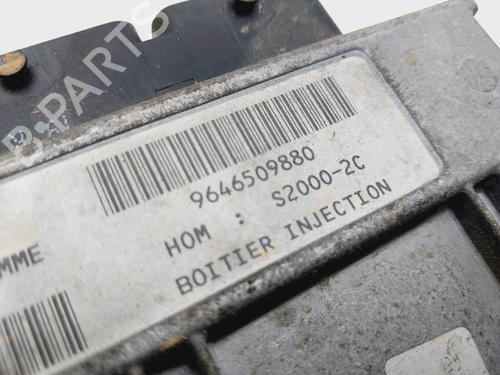 B-PARTS
9646509880
HOM : S2000-2C
MME
BOITIER INJECTION